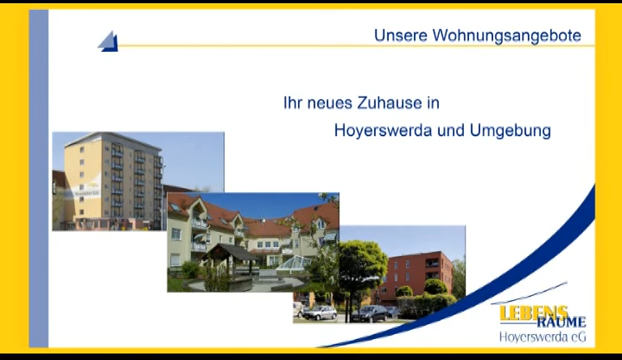 Unsere Wohnungsangebote
Ihr neues Zuhause in
Hoyerswerda und Umgebung
LEBENS
RÄUME
Hoyerswerda eG